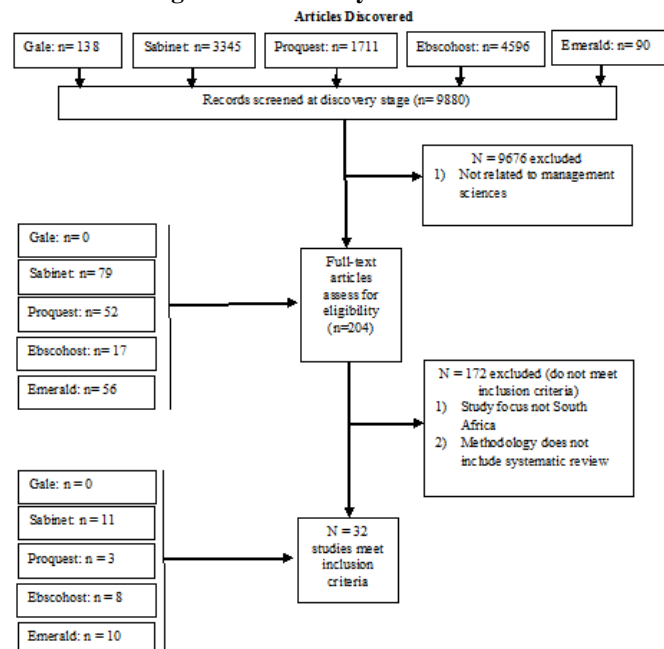 Articles Discovered
Gale: n= 138
Sabinet: n= 3345
Proquest: n= 1711
Ebscohost: n= 4596
Emerald: n= 90
Records screened at discovery stage (n= 9880)
N = 9676 excluded
1) Not related to management
sciences
Gale: n= 0
Sabinet: n= 79
Proquest: n= 52
Ebscohost: n= 17
Emerald: n= 56
Full-text
articles
assess for
eligibility
(n=204)
N = 172 excluded (do not meet
inclusion criteria)
1) Study focus not South
Africa
2) Methodology does not
include systematic review
Gale: n = 0
Sabinet: n = 11
Proquest: n = 3
Ebscohost: n = 8
Emerald: n = 10
N = 32
studies meet
inclusion
criteria